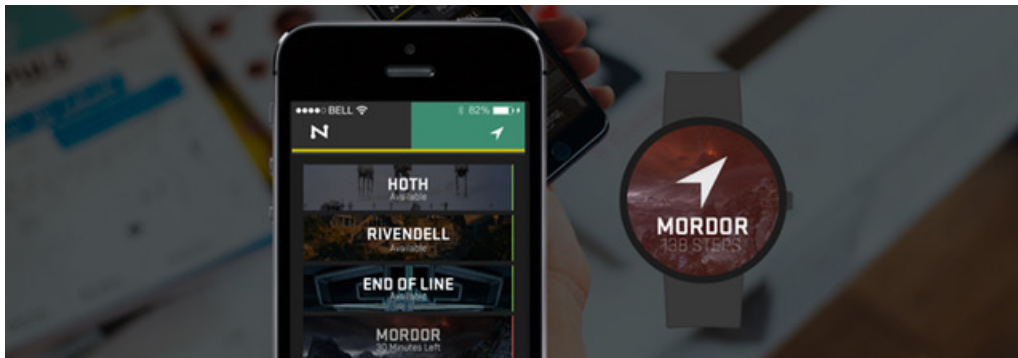 BELL 82%
N
HOTH
Available
RIVENDELL
Available
END OF LINE
Available
MORDOR
30 Minutes Left
MORDOR
138 STEPS